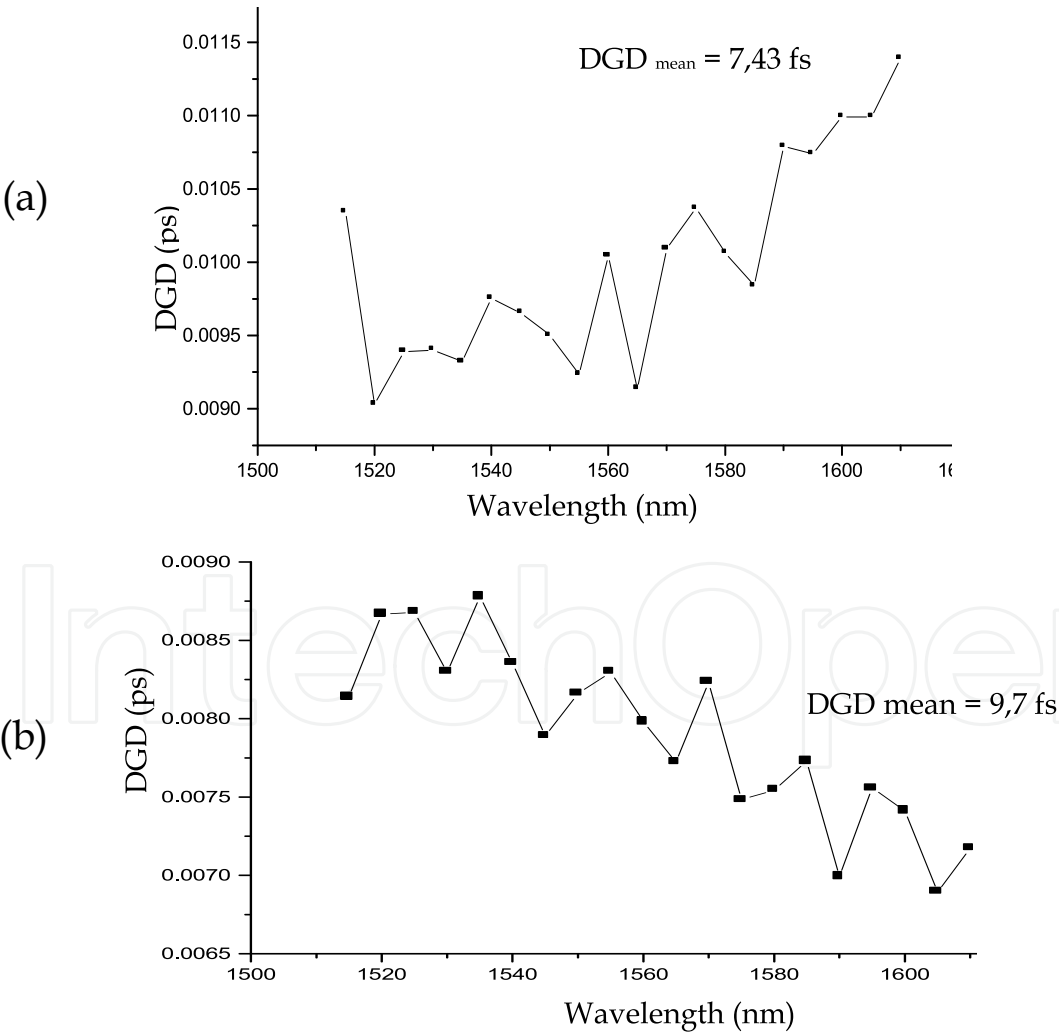 (a)
DGD mean = 7,43 fs
DGD (ps)
0.0115
0.0110
0.0105
0.0100
0.0095
0.0090
1500 1520 1540 1560 1580 1600 16
Wavelength (nm)
IntechOpe
(b)
DGD mean = 9,7 fs
DGD (ps)
0.0090
0.0085
0.0080
0.0075
0.0070
0.0065
1500 1520 1540 1560 1580 1600
Wavelength (nm)